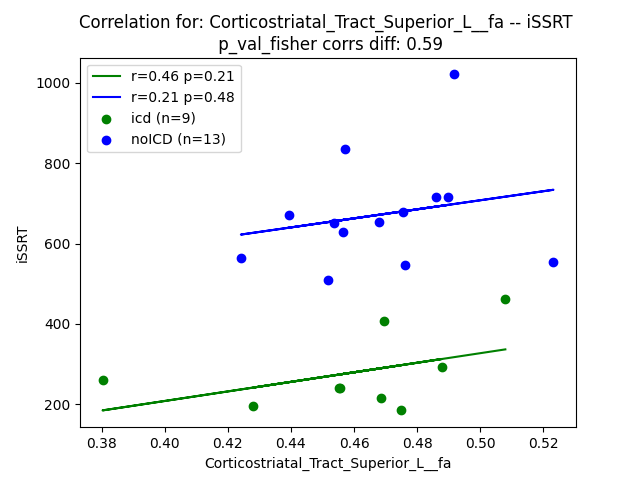 Correlation for: Corticostriatal_Tract_Superior_L__fa -- iSSRT
p_val_fisher corrs diff: 0.59
r=0.46 p=0.21
r=0.21 p=0.48
icd (n=9)
noICD (n=13)
1000
800
600
400
200
iSSRT
0.38 0.40 0.42 0.44 0.46 0.48 0.50 0.52
Corticostriatal_Tract_Superior_L__fa